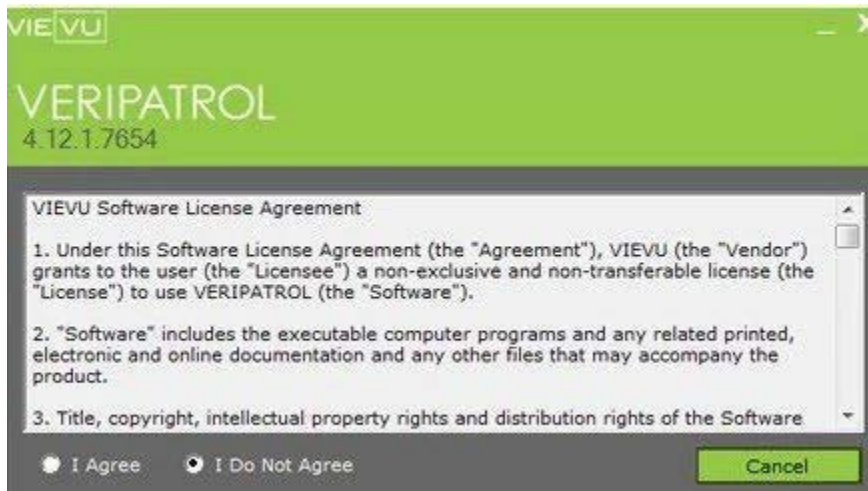 VIEVU
VERIPATROL
4.12.1.7654
VIEVU Software License Agreement
1. Under this Software License Agreement (the "Agreement"), VIEVU (the "Vendor")
grants to the user (the "Licensee") a non-exclusive and non-transferable license (the
"License") to use VERIPATROL (the "Software").
2. "Software" includes the executable computer programs and any related printed,
electronic and online documentation and any other files that may accompany the
product.
3. Title, copyright, intellectual property rights and distribution rights of the Software
I Agree
I Do Not Agree
Cancel